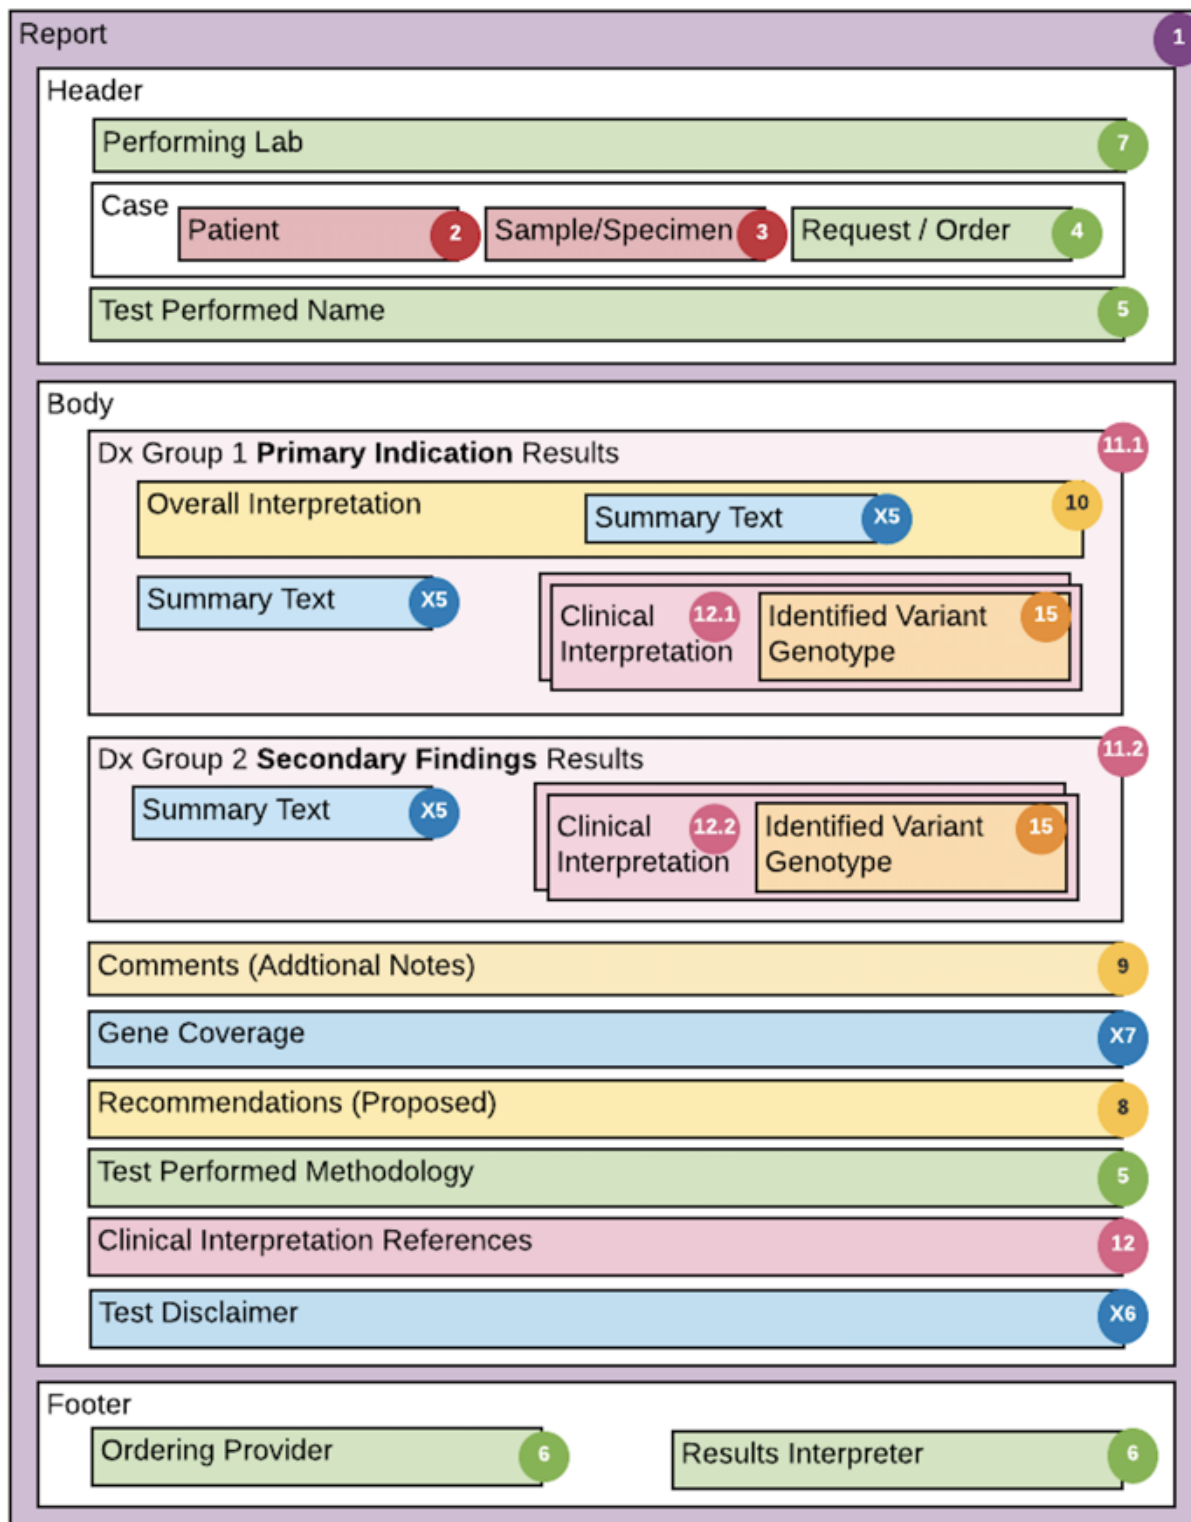 Report
1
Header
Performing Lab
7
Case
Patient
2
Sample/Specimen
3
Request / Order
4
Test Performed Name
5
Body
Dx Group 1 Primary Indication Results
11.1
Overall Interpretation
Summary Text
X5
10
Summary Text
X5
Clinical
Interpretation
12.1
Identified Variant
Genotype
15
Dx Group 2 Secondary Findings Results
11.2
Summary Text
X5
Clinical
Interpretation
12.2
Identified Variant
Genotype
15
Comments (Addtional Notes)
9
Gene Coverage
X7
Recommendations (Proposed)
8
Test Performed Methodology
5
Clinical Interpretation References
12
Test Disclaimer
X6
Footer
Ordering Provider
6
Results Interpreter
6